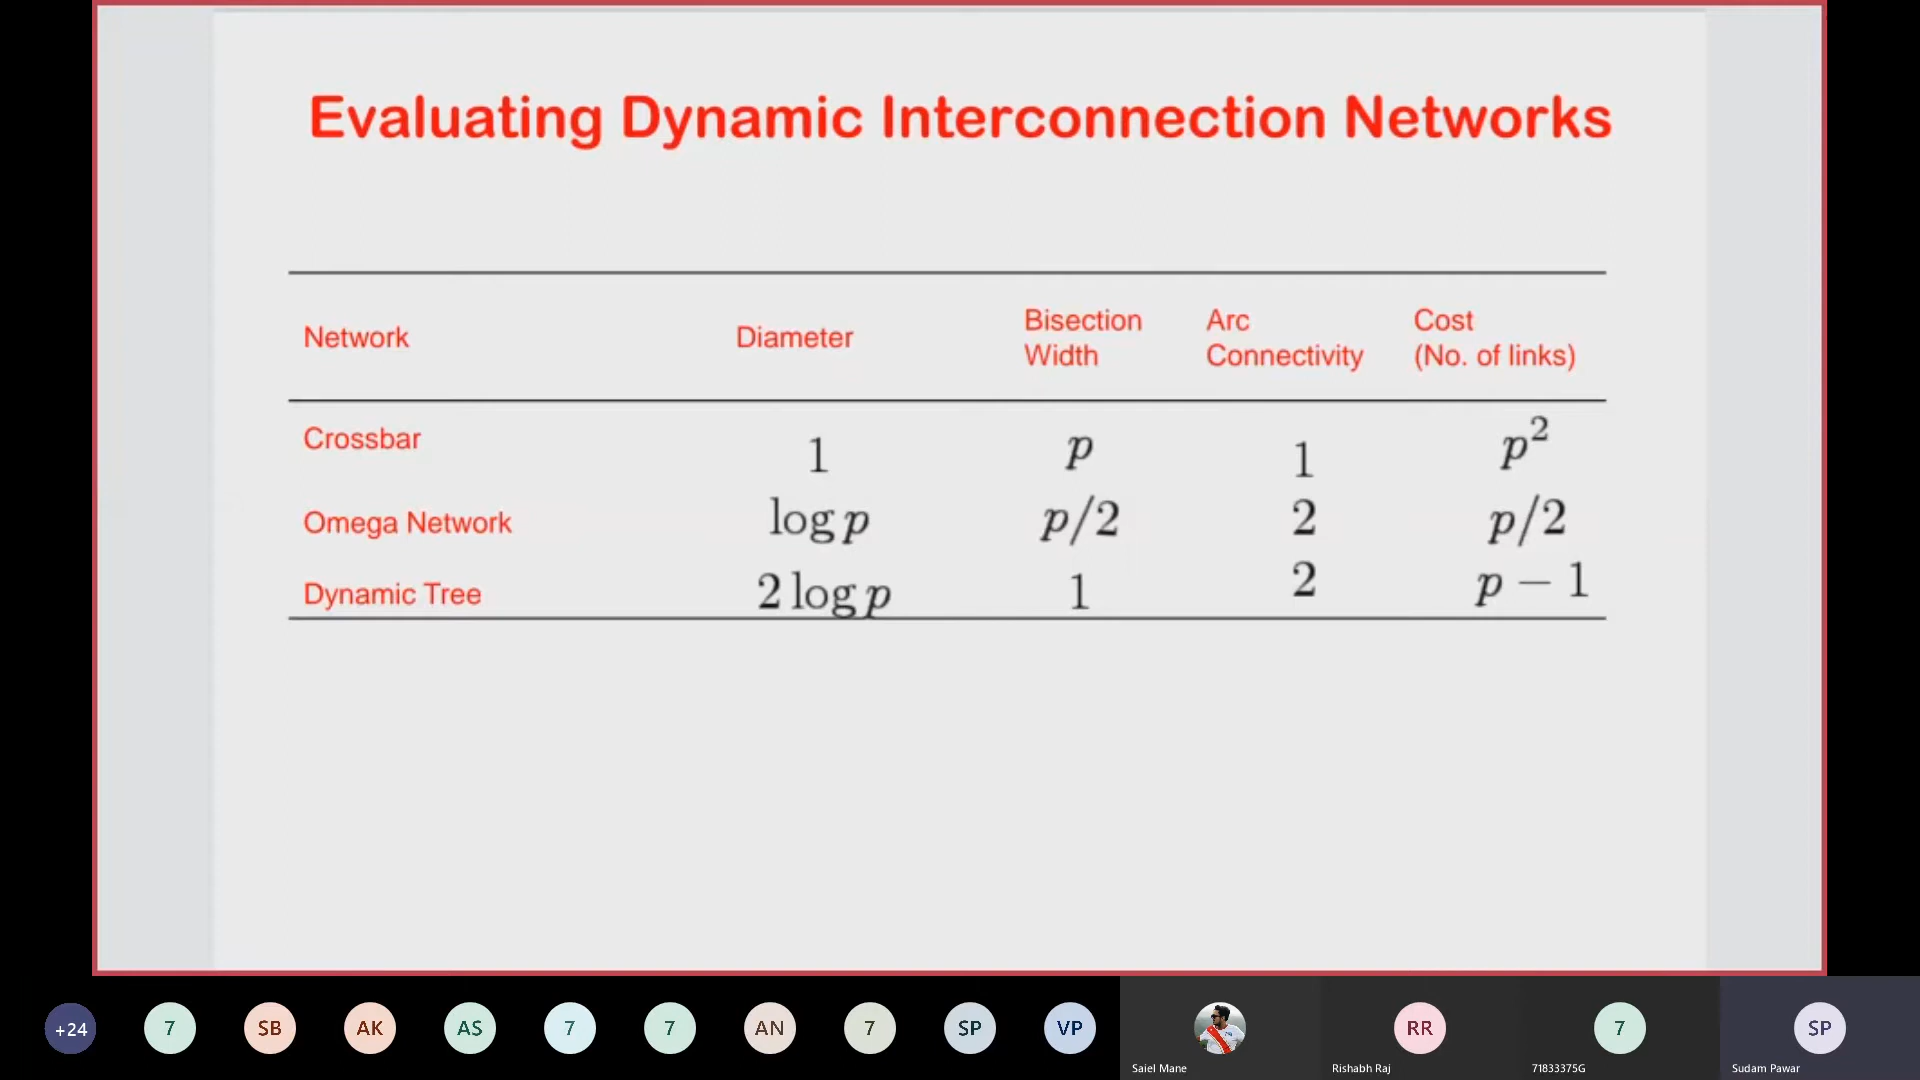 Evaluating Dynamic Interconnection Networks
Network Diameter Bisection Width Arc Connectivity Cost (No. of links)
Crossbar 1 p 1 p²
Omega Network log p p/2 2 p/2
Dynamic Tree 2 log p 1 2 p − 1
+24 7 SB AK AS 7 7 AN 7 SP VP RR 7 SP
Saiel Mane Rishabh Raj 71833375G Sudam Pawar